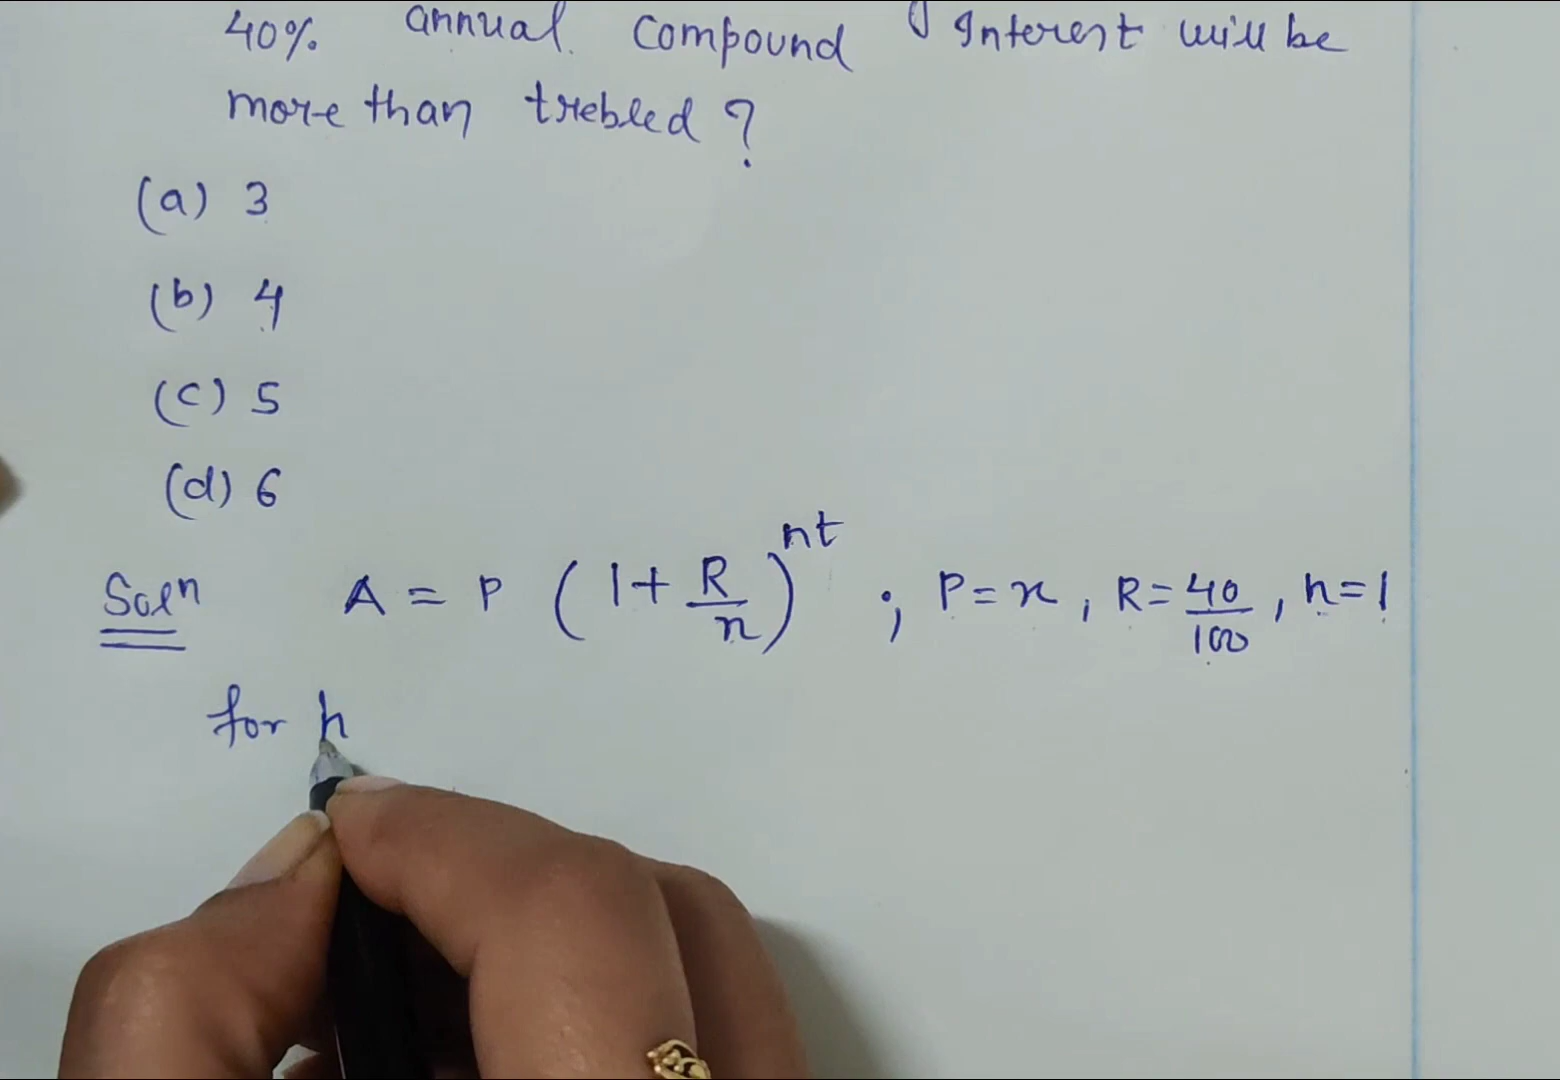 40% annual compound Interest will be
more than trebled ?
(a) 3
(b) 4
(c) 5
(d) 6
Solⁿ A = P (1 + R/n)^nt ; P = x, R = 40/100, n = 1
for n